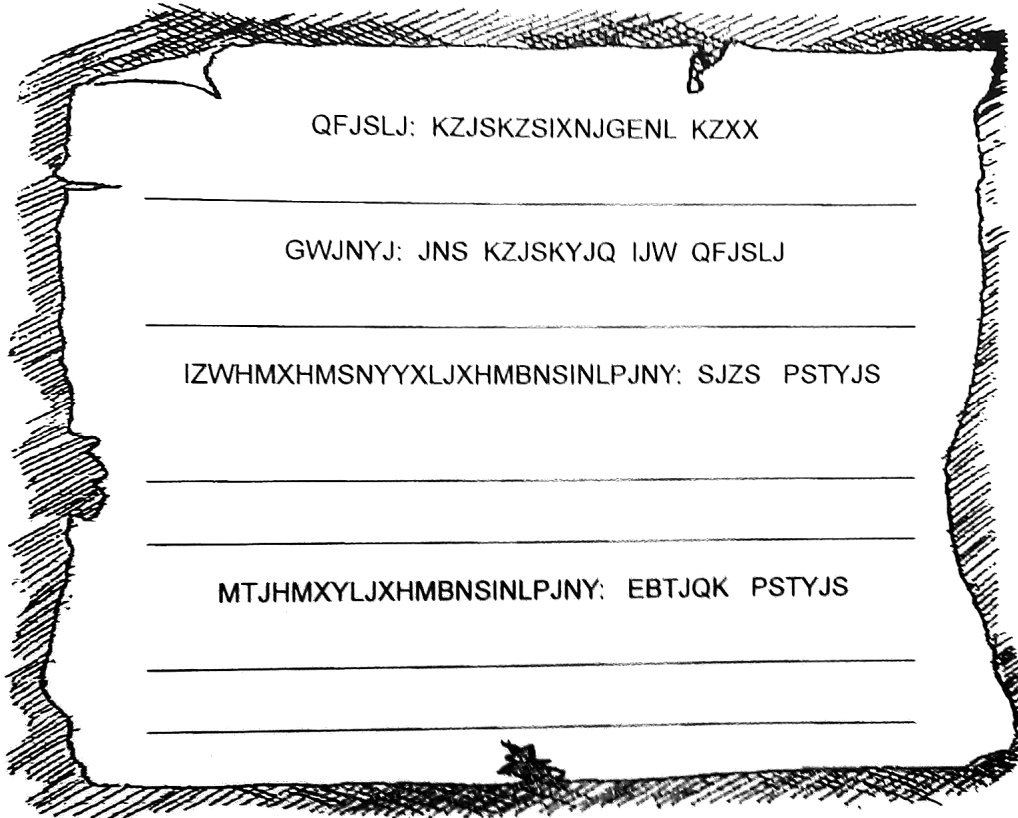 QFJSLJ: KZJSKZSIXNJGENL KZXX
GWJNYJ: JNS KZJSKYJQ IJW QFJSLJ
IZWHMXHMSNYYXLJXHMBNSINLPJNY: SJZS PSTYJS
MTJHMXYLJXHMBNSINLPJNY: EBTJQK PSTYJS